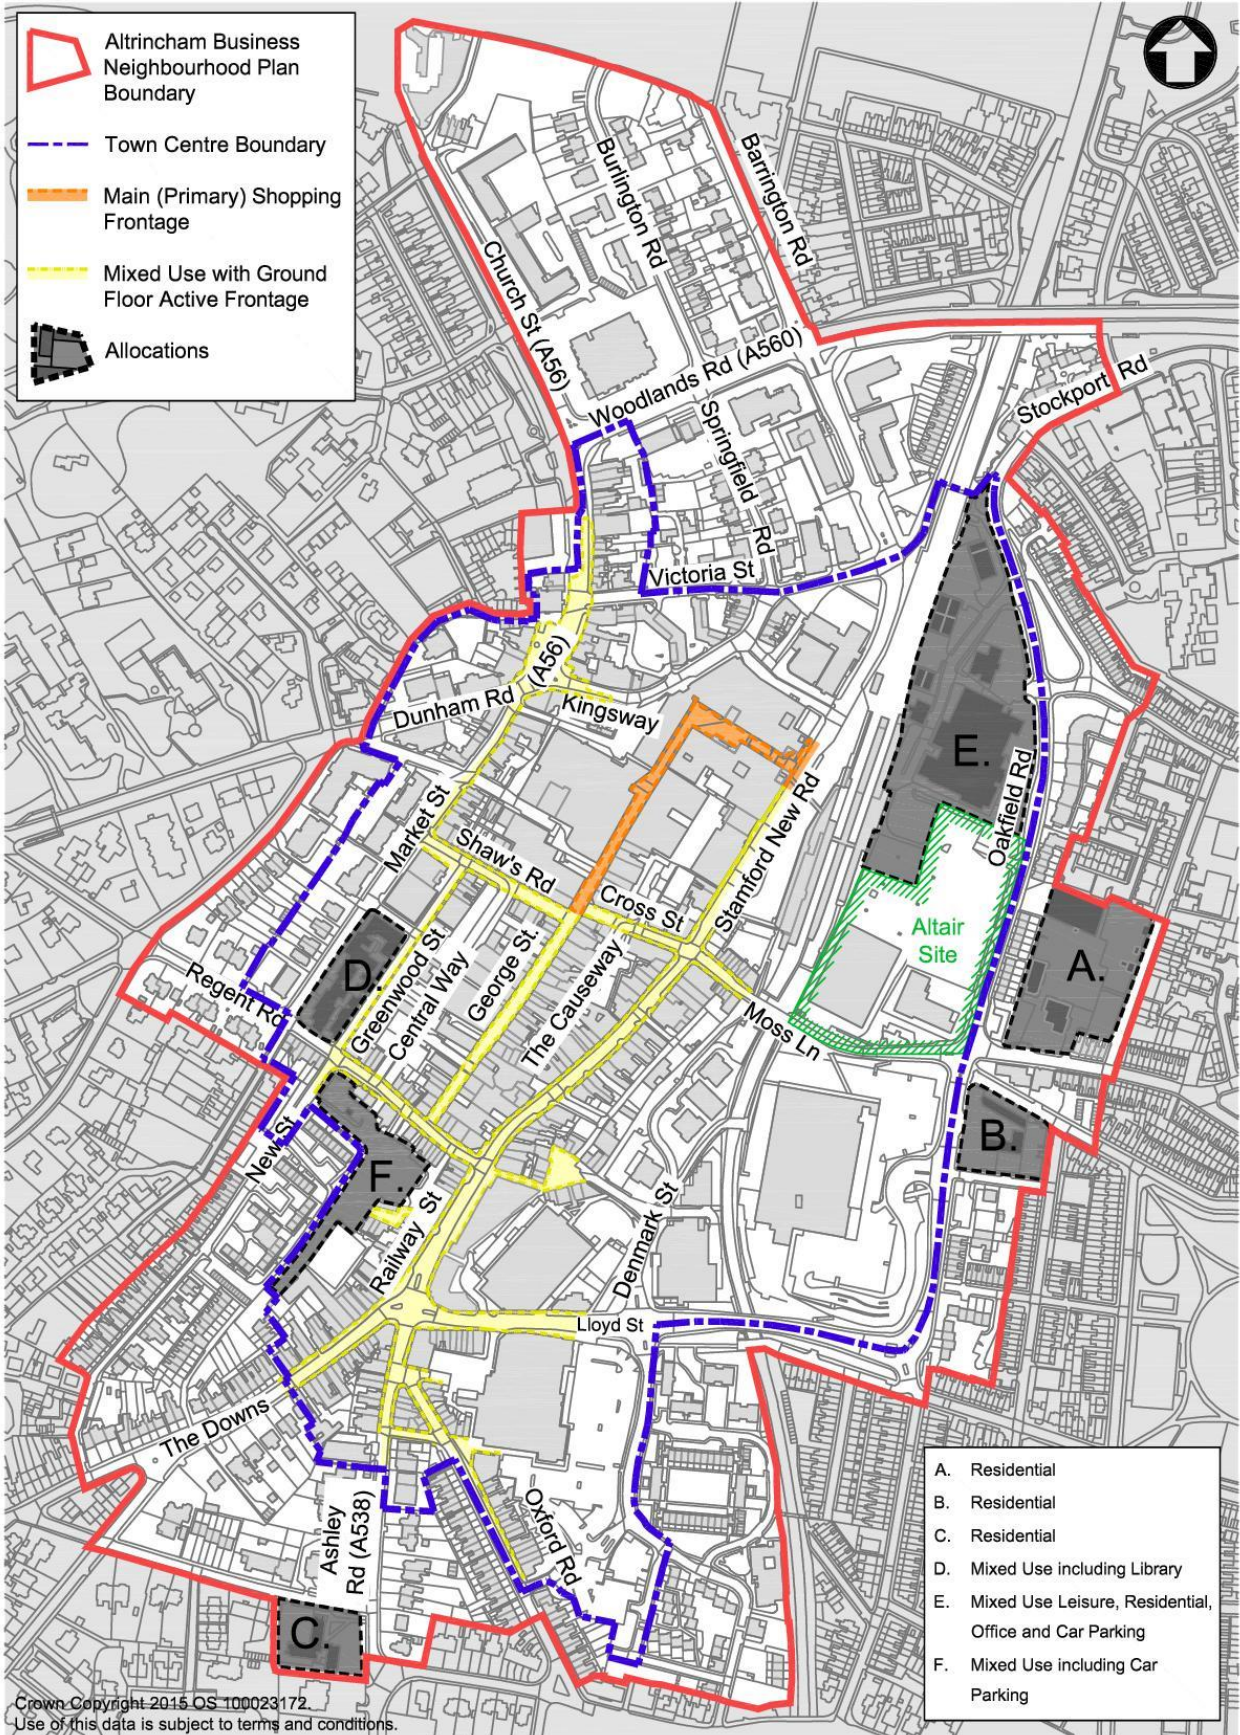 Altrincham Business
Neighbourhood Plan
Boundary
Town Centre Boundary
Main (Primary) Shopping
Frontage
Mixed Use with Ground
Floor Active Frontage
Allocations
Burlington Rd
Barrington Rd
Church St (A56)
Woodlands Rd (A560)
Stockport Rd
Springfield Rd
Victoria St
(A56)
Dunham Rd
Kingsway
E.
Oakfield Rd
Market St
Shaw's Rd
Stamford New Rd
Cross St
Altair
Site
A.
D.
Greenwood St
Central Way
George St.
The Causeway
Regent Rd
Moss Ln
New St
B.
F.
Railway St
Denmark St
Lloyd St
The Downs
Ashley
Rd (A538)
Oxford Rd
C.
A. Residential
B. Residential
C. Residential
D. Mixed Use including Library
E. Mixed Use Leisure, Residential,
Office and Car Parking
F. Mixed Use including Car
Parking
Crown Copyright 2015 OS 100023172.
Use of this data is subject to terms and conditions.